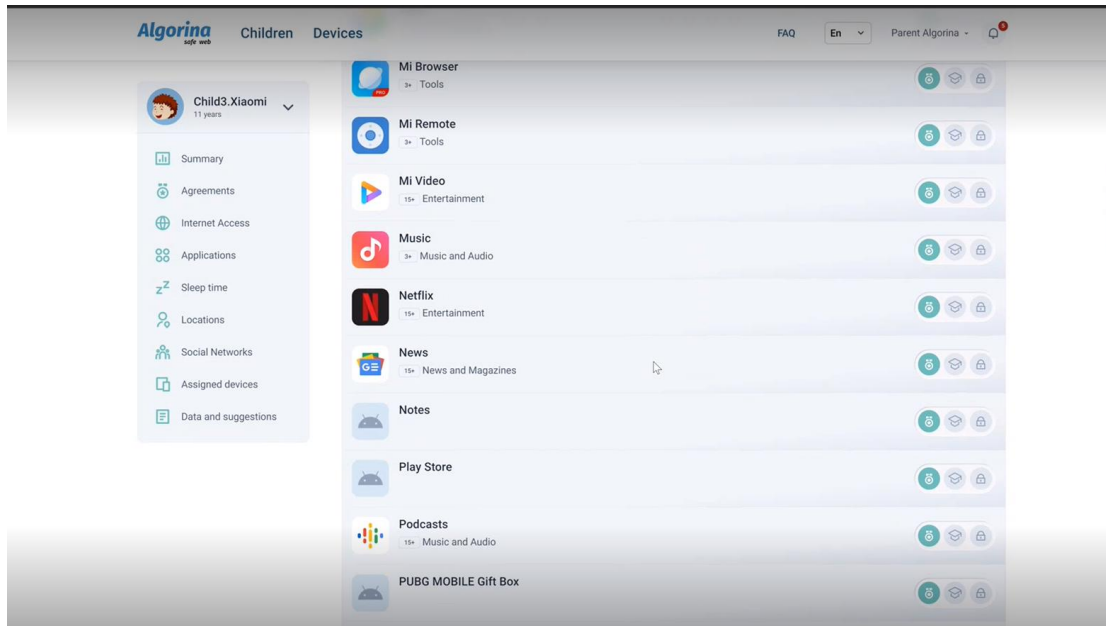 Algorina
safe web
Children
Devices
FAQ
En
Parent Algorina
5
Child3.Xiaomi
11 years
Summary
Agreements
Internet Access
Applications
Sleep time
Locations
Social Networks
Assigned devices
Data and suggestions
Mi Browser
PRO
3+ Tools
Mi Remote
3+ Tools
Mi Video
15+ Entertainment
Music
3+ Music and Audio
Netflix
N
15+ Entertainment
News
GE
15+ News and Magazines
Notes
Play Store
Podcasts
15+ Music and Audio
PUBG MOBILE Gift Box